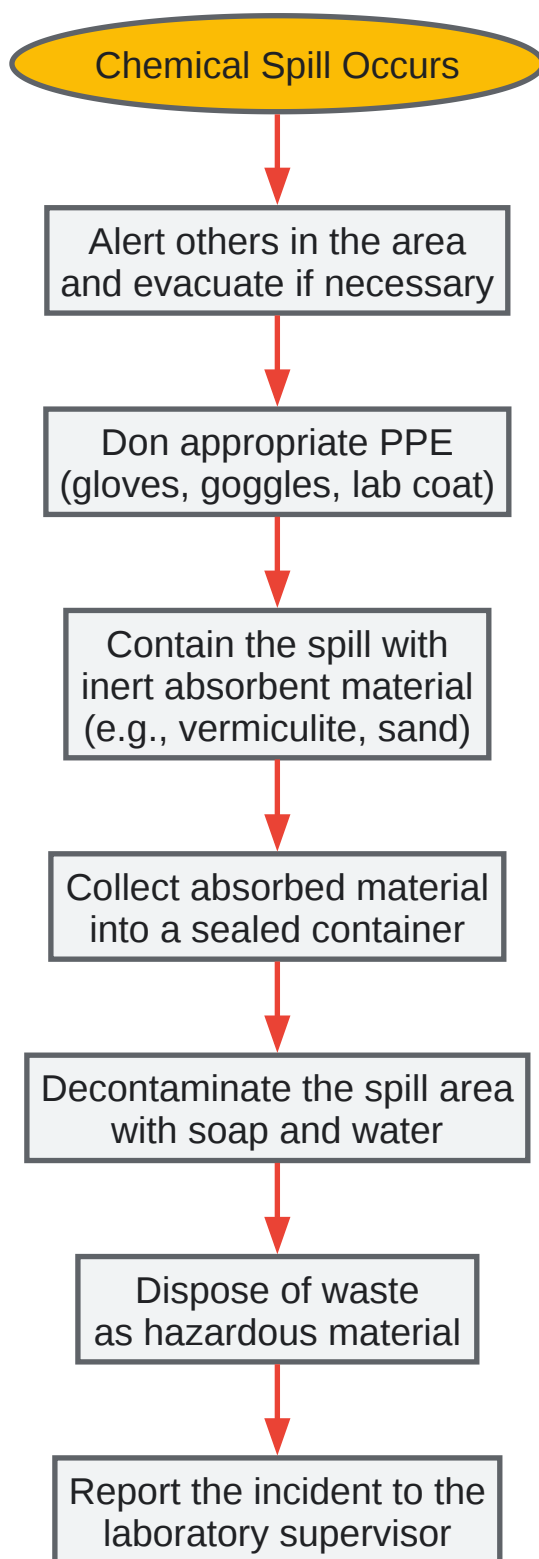 Chemical Spill Occurs
Alert others in the area
and evacuate if necessary
Don appropriate PPE
(gloves, goggles, lab coat)
Contain the spill with
inert absorbent material
(e.g., vermiculite, sand)
Collect absorbed material
into a sealed container
Decontaminate the spill area
with soap and water
Dispose of waste
as hazardous material
Report the incident to the
laboratory supervisor